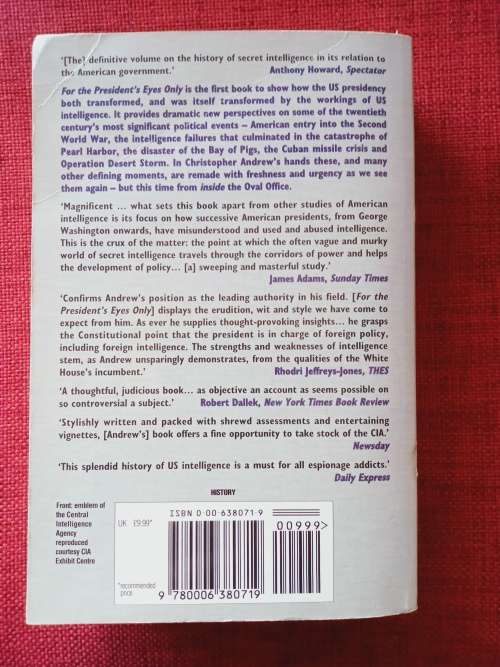 ‘[The] definitive volume on the history of secret intelligence in its relation to
the American government.’ Anthony Howard, Spectator
For the President’s Eyes Only is the first book to show how the US presidency
both transformed, and was itself transformed by the workings of US
intelligence. It provides dramatic new perspectives on some of the twentieth
century’s most significant political events – American entry into the Second
World War, the intelligence failures that culminated in the catastrophe of
Pearl Harbor, the disaster of the Bay of Pigs, the Cuban missile crisis and
Operation Desert Storm. In Christopher Andrew’s hands these, and many
other defining moments, are remade with freshness and urgency as we see
them again – but this time from inside the Oval Office.
‘Magnificent ... what sets this book apart from other studies of American
intelligence is its focus on how successive American presidents, from George
Washington onwards, have misunderstood and used and abused intelligence.
This is the crux of the matter: the point at which the often vague and murky
world of secret intelligence travels through the corridors of power and helps
the development of policy... [a] sweeping and masterful study.’
James Adams, Sunday Times
‘Confirms Andrew’s position as the leading authority in his field. [For the
President’s Eyes Only] displays the erudition, wit and style we have come to
expect from him. As ever he supplies thought-provoking insights... he grasps
the Constitutional point that the president is in charge of foreign policy,
including foreign intelligence. The strengths and weaknesses of intelligence
stem, as Andrew unsparingly demonstrates, from the qualities of the White
House’s incumbent.’ Rhodri Jeffreys-Jones, THES
‘A thoughtful, judicious book... as objective an account as seems possible on
so controversial a subject.’ Robert Dallek, New York Times Book Review
‘Stylishly written and packed with shrewd assessments and entertaining
vignettes, [Andrew’s] book offers a fine opportunity to take stock of the CIA.’
Newsday
‘This splendid history of US intelligence is a must for all espionage addicts.’
Daily Express
HISTORY
Front: emblem of
the Central
Intelligence
Agency
reproduced
courtesy CIA
Exhibit Centre
UK £9.99*
*recommended
price
ISBN 0-00-638071-9
00999>
9 780006 380719